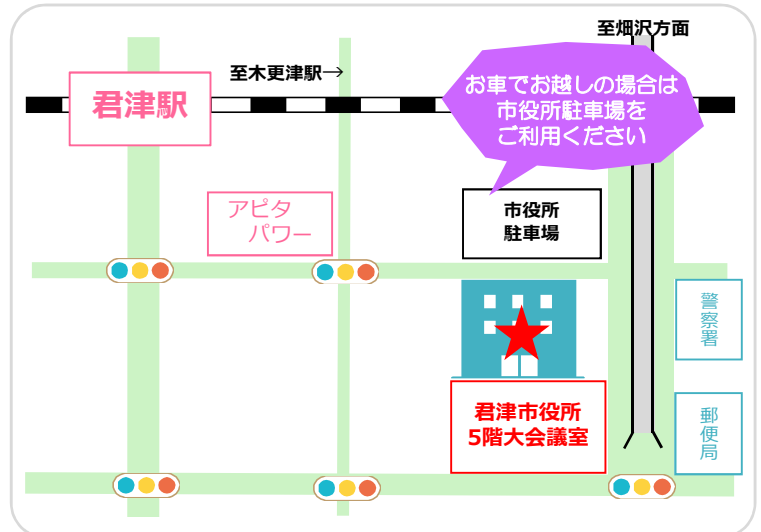 至畑沢方面
至木更津駅→
君津駅
お車でお越しの場合は
市役所駐車場を
ご利用ください
アピタ
パワー
市役所
駐車場
警察署
君津市役所
5階大会議室
郵便局